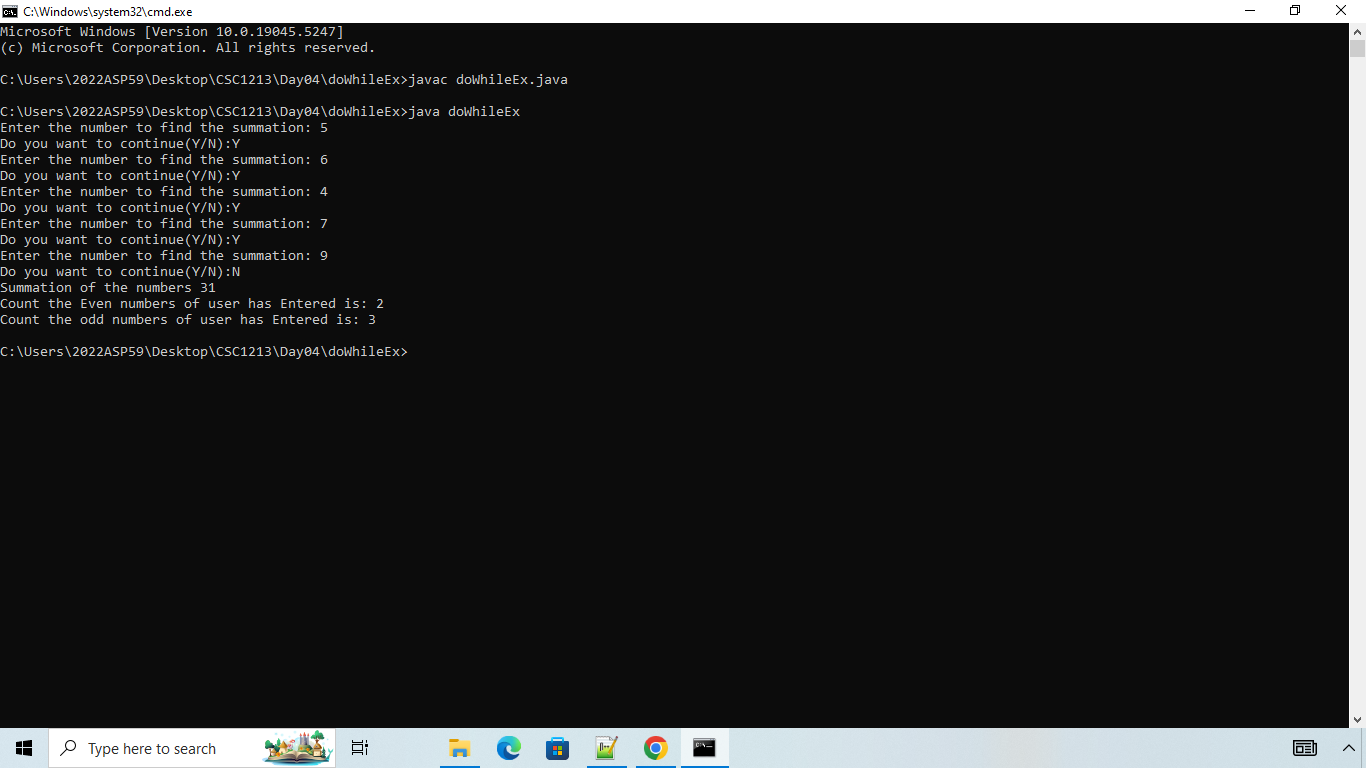 C:\Windows\system32\cmd.exe
Microsoft Windows [Version 10.0.19045.5247]
(c) Microsoft Corporation. All rights reserved.
C:\Users\2022ASP59\Desktop\CSC1213\Day04\doWhileEx>javac doWhileEx.java
C:\Users\2022ASP59\Desktop\CSC1213\Day04\doWhileEx>java doWhileEx
Enter the number to find the summation: 5
Do you want to continue(Y/N):Y
Enter the number to find the summation: 6
Do you want to continue(Y/N):Y
Enter the number to find the summation: 4
Do you want to continue(Y/N):Y
Enter the number to find the summation: 7
Do you want to continue(Y/N):Y
Enter the number to find the summation: 9
Do you want to continue(Y/N):N
Summation of the numbers 31
Count the Even numbers of user has Entered is: 2
Count the odd numbers of user has Entered is: 3
C:\Users\2022ASP59\Desktop\CSC1213\Day04\doWhileEx>
Type here to search